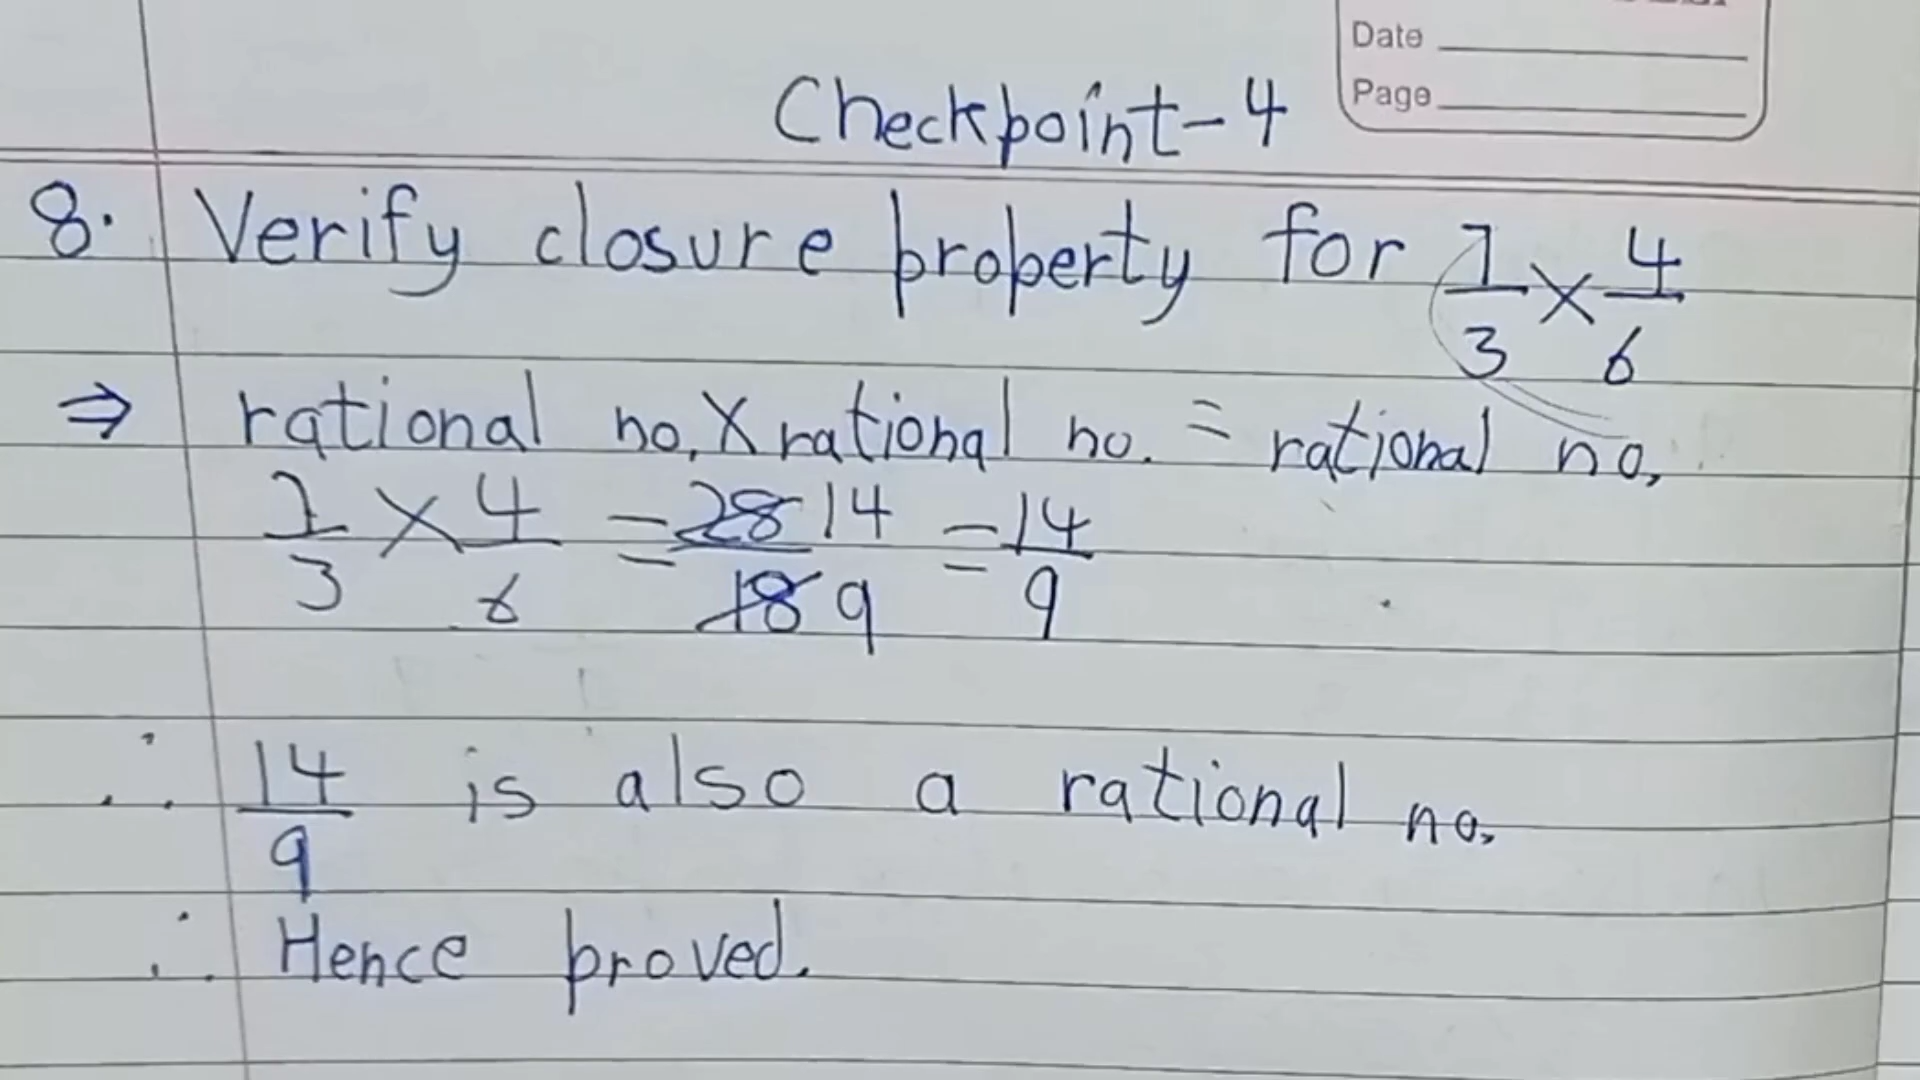 Date
Page
Checkpoint-4
8. Verify closure property for 7/3 × 4/6
⇒ rational no. X rational no. = rational no.
7/3 × 4/6 = 28/18 14/9 = 14/9
∴ 14/9 is also a rational no.
∴ Hence proved.